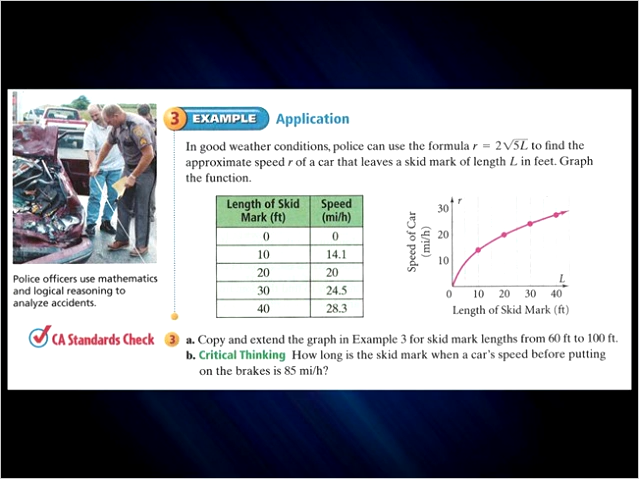 3 EXAMPLE Application
In good weather conditions, police can use the formula r = 2√5L to find the
approximate speed r of a car that leaves a skid mark of length L in feet. Graph
the function.
Length of Skid Mark (ft) Speed (mi/h)
0 0
10 14.1
20 20
30 24.5
40 28.3
Speed of Car
(mi/h)
r
30
20
10
L
0 10 20 30 40
Length of Skid Mark (ft)
Police officers use mathematics
and logical reasoning to
analyze accidents.
CA Standards Check 3 a. Copy and extend the graph in Example 3 for skid mark lengths from 60 ft to 100 ft.
b. Critical Thinking How long is the skid mark when a car's speed before putting
on the brakes is 85 mi/h?